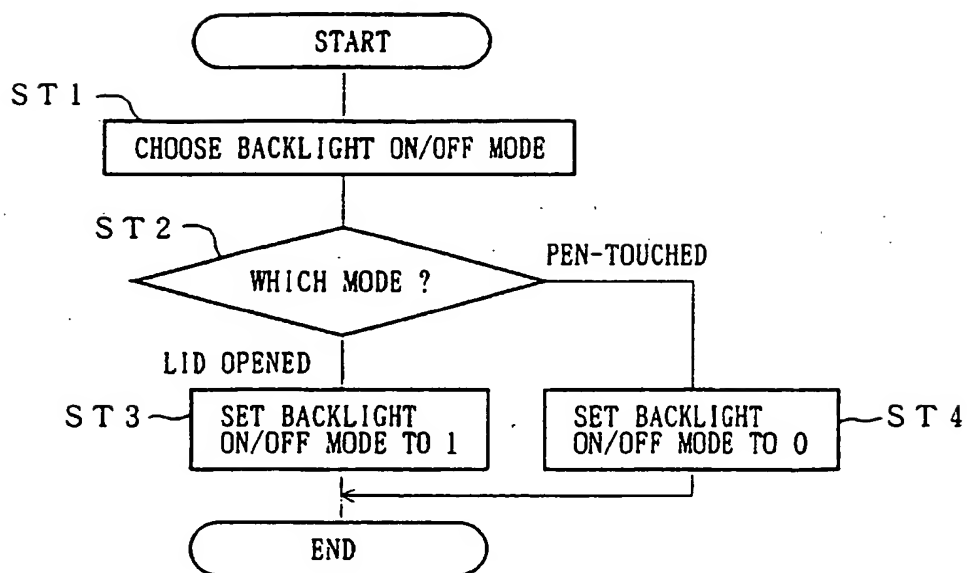 START
ST1
CHOOSE BACKLIGHT ON/OFF MODE
ST2
WHICH MODE ?
PEN-TOUCHED
LID OPENED
ST3
SET BACKLIGHT
ON/OFF MODE TO 1
SET BACKLIGHT
ON/OFF MODE TO 0
ST4
END